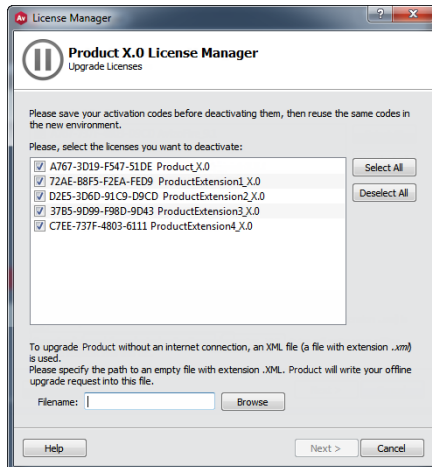 Av License Manager
? X
Product X.0 License Manager
Upgrade Licenses
Please save your activation codes before deactivating them, then reuse the same codes in
the new environment.
Please, select the licenses you want to deactivate:
A767-3D19-F547-51DE Product_X.0
72AE-B8F5-F2EA-FED9 ProductExtension1_X.0
D2E5-3D6D-91C9-D9CD ProductExtension2_X.0
37B5-9D99-F98D-9D43 ProductExtension3_X.0
C7EE-737F-4803-6111 ProductExtension4_X.0
Select All
Deselect All
To upgrade Product without an internet connection, an XML file (a file with extension .xml)
is used.
Please specify the path to an empty file with extension .XML. Product will write your offline
upgrade request into this file.
Filename:
Browse
Help
Next >
Cancel